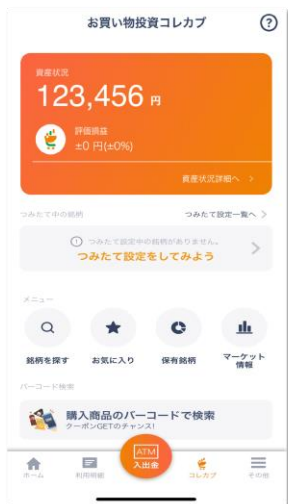 お買い物投資コレカブ
?
資産状況
123,456 円
評価損益
±0 円(±0%)
資産状況詳細へ >
つみたて中の銘柄
つみたて設定一覧へ >
つみたて設定中の銘柄がありません。
つみたて設定をしてみよう
メニュー
銘柄を探す
お気に入り
保有銘柄
マーケット
情報
バーコード検索
購入商品のバーコードで検索
クーポンGETのチャンス!
ホーム
利用明細
ATM
入出金
コレカブ
その他